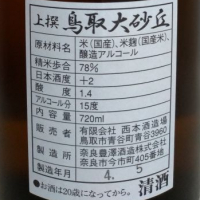 上撰 鳥取大砂丘
原材料名 米(国産)、米麹(国産米)、
醸造アルコール
精米歩合 78%
日本酒度 +2
酸度 1.4
アルコール分 15度
内容量 720ml
販売者 有限会社 西本酒造場
鳥取市青谷町青谷3960
製造所 奈良豊澤酒造株式会社
奈良市今市町405番地
製造年月 4. 5
●お酒は20歳になってから。 清酒